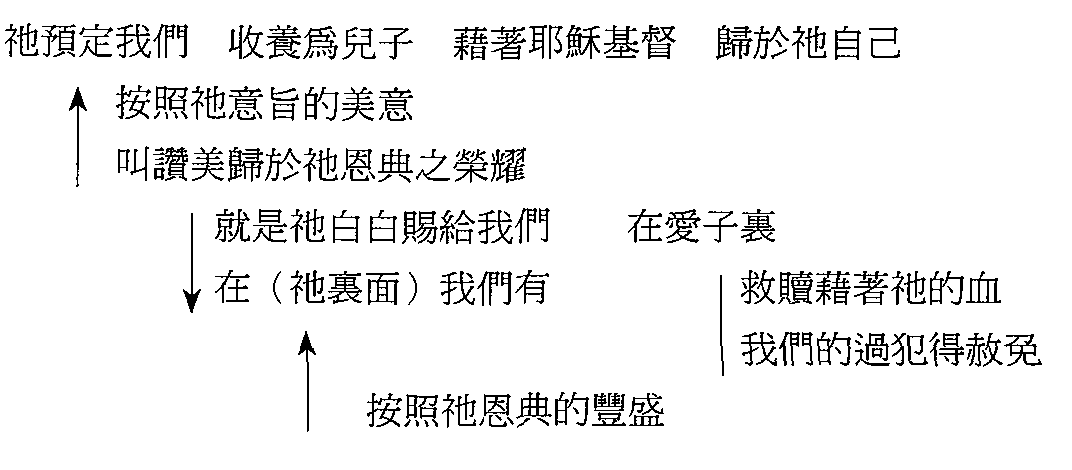 祂預定我們　收養爲兒子　藉著耶穌基督　歸於祂自己
按照祂意旨的美意
叫讚美歸於祂恩典之榮耀
就是祂白白賜給我們　　在愛子裏
在（祂裏面）我們有
救贖藉著祂的血
我們的過犯得赦免
按照祂恩典的豐盛